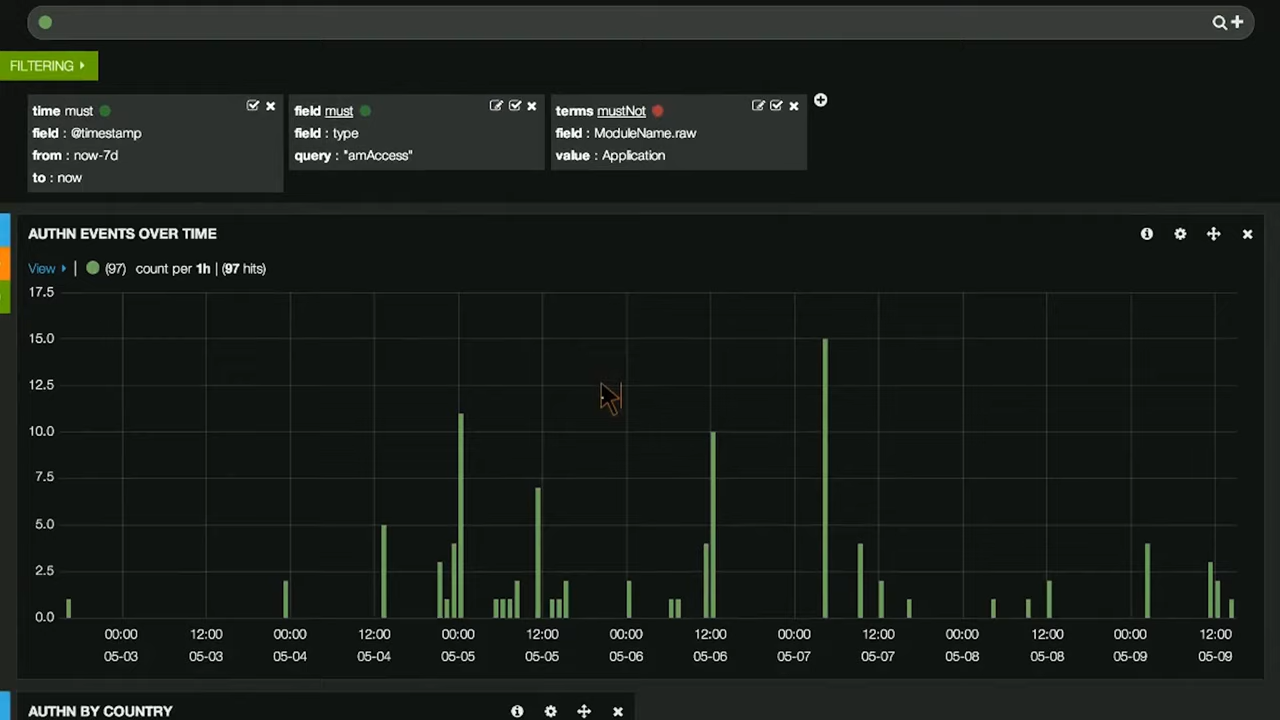 FILTERING
time must
field : @timestamp
from : now-7d
to : now
field must
field : type
query : "amAccess"
terms mustNot
field : ModuleName.raw
value : Application
AUTHN EVENTS OVER TIME
View | (97) count per 1h | (97 hits)
17.5
15.0
12.5
10.0
7.5
5.0
2.5
0.0
00:00 12:00 00:00 12:00 00:00 12:00 00:00 12:00 00:00 12:00 00:00 12:00 00:00 12:00
05-03 05-03 05-04 05-04 05-05 05-05 05-06 05-06 05-07 05-07 05-08 05-08 05-09 05-09
AUTHN BY COUNTRY